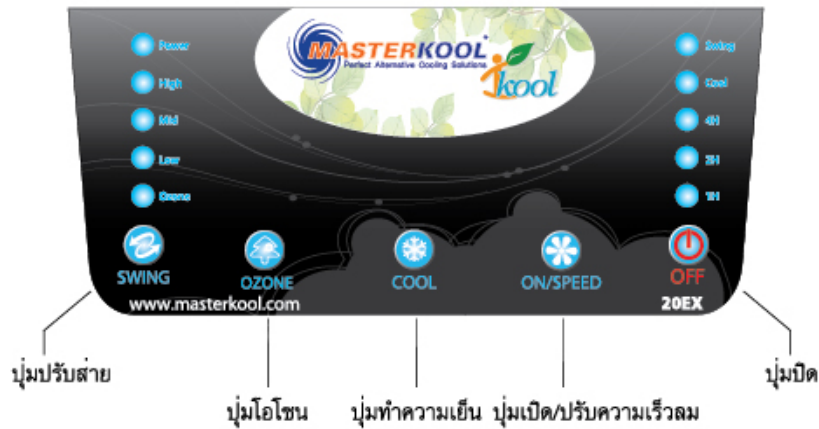 MASTERKOOL
Perfect Alternative Cooling Solutions
ikool
Power
High
Mid
Low
Ozone
Swing
Cool
4H
2H
1H
SWING
OZONE
COOL
ON/SPEED
OFF
www.masterkool.com
20EX
ปุ่มปรับส่าย
ปุ่มโอโซน
ปุ่มทำความเย็น
ปุ่มเปิด/ปรับความเร็วลม
ปุ่มปิด